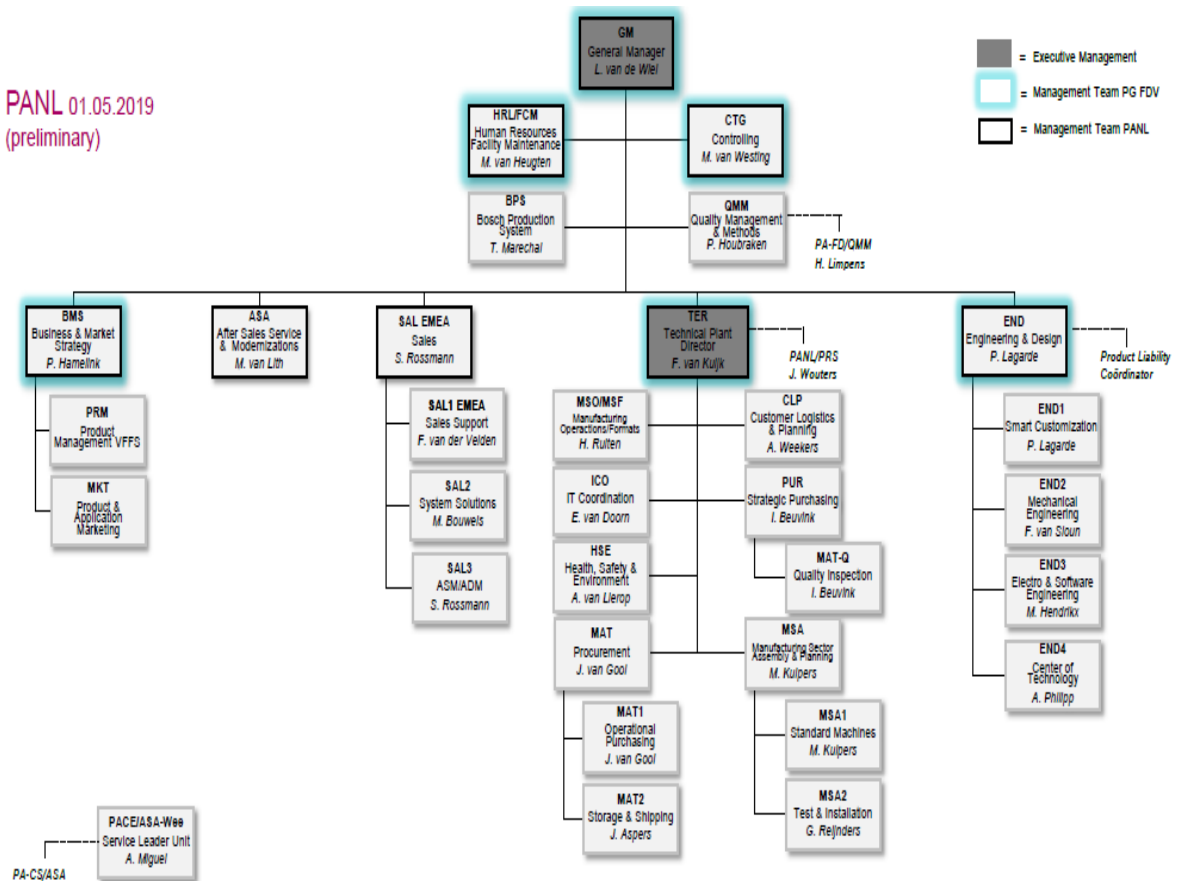 PANL 01.05.2019
(preliminary)
GM
General Manager
L. van de Wiel
= Executive Management
= Management Team PG FDV
= Management Team PANL
HRL/FCM
Human Resources
Facility Maintenance
M. van Heugten
CTG
Controlling
M. van Westing
BPS
Bosch Production
System
T. Marechal
QMM
Quality Management
& Methods
P. Houbraken
PA-FD/QMM
H. Limpens
BMS
Business & Market
Strategy
P. Hamelink
ASA
After Sales Service
& Modernizations
M. van Lith
SAL EMEA
Sales
S. Rossmann
TER
Technical Plant
Director
F. van Kuijk
PANL/PRS
J. Wouters
END
Engineering & Design
P. Lagarde
Product Liability
Coördinator
PRM
Product
Management VFFS
MKT
Product &
Application
Marketing
SAL1 EMEA
Sales Support
F. van der Velden
SAL2
System Solutions
M. Bouwels
SAL3
ASM/ADM
S. Rossmann
MSO/MSF
Manufacturing
Operactions/Formats
H. Ruiten
CLP
Customer Logistics
& Planning
A. Weekers
ICO
IT Coordination
E. van Doorn
PUR
Strategic Purchasing
I. Beuvink
HSE
Health, Safety &
Environment
A. van Lierop
MAT-Q
Quality Inspection
I. Beuvink
MAT
Procurement
J. van Gool
MSA
Manufacturing Sector
Assembly & Planning
M. Kuipers
MAT1
Operational
Purchasing
J. van Gool
MSA1
Standard Machines
M. Kuipers
MAT2
Storage & Shipping
J. Aspers
MSA2
Test & Installation
G. Reijnders
END1
Smart Customization
P. Lagarde
END2
Mechanical
Engineering
F. van Sloun
END3
Electro & Software
Engineering
M. Hendrikx
END4
Center of
Technology
A. Philipp
PACE/ASA-Wee
Service Leader Unit
A. Miguel
PA-CS/ASA